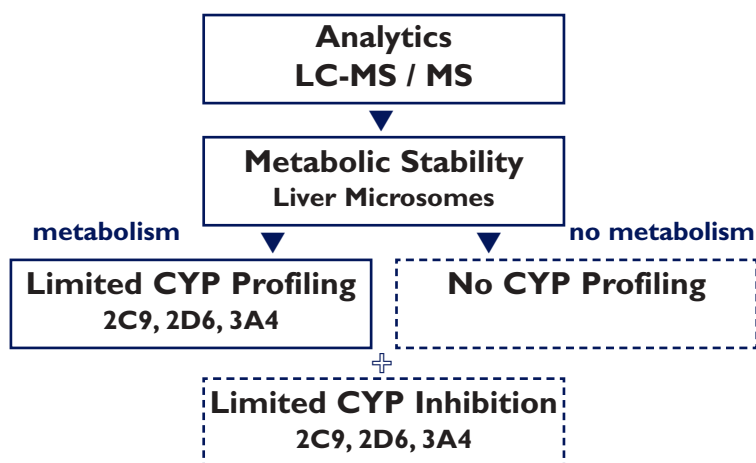 Analytics
LC-MS / MS
Metabolic Stability
Liver Microsomes
metabolism
no metabolism
Limited CYP Profiling
2C9, 2D6, 3A4
No CYP Profiling
Limited CYP Inhibition
2C9, 2D6, 3A4